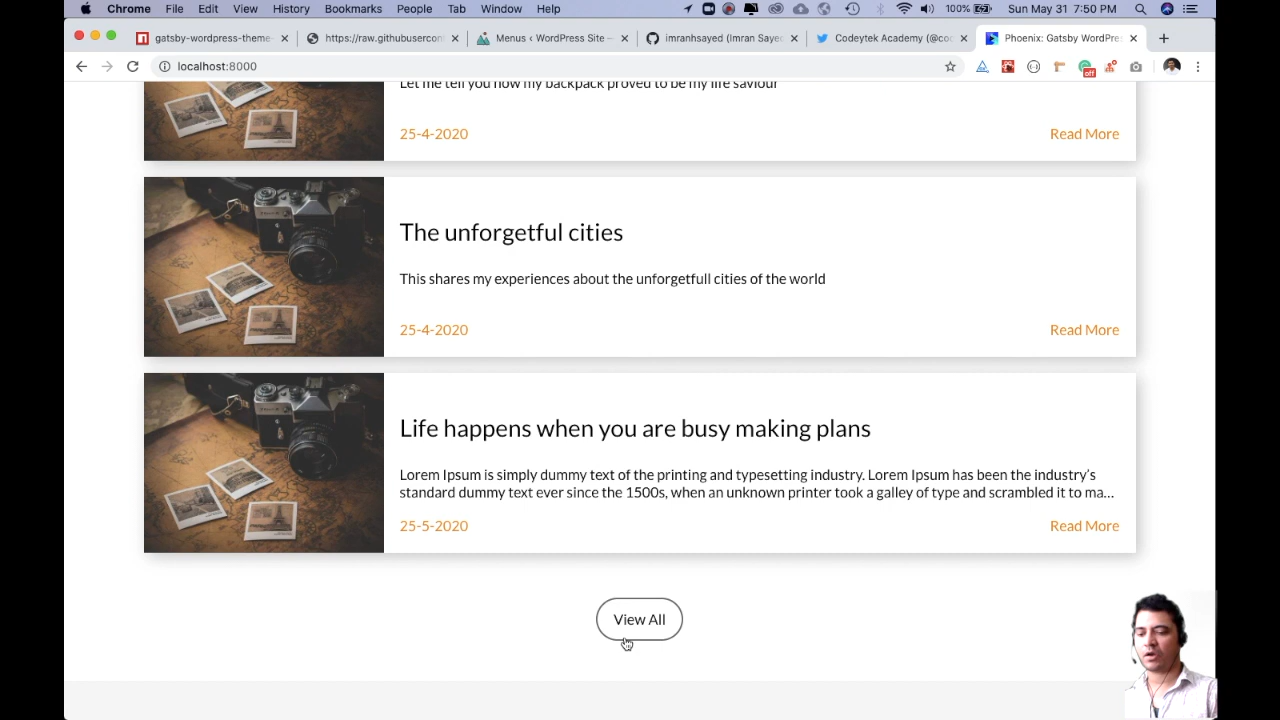 Chrome File Edit View History Bookmarks People Tab Window Help 100% Sun May 31 7:50 PM
gatsby-wordpress-theme- https://raw.githubusercon Menus ‹ WordPress Site — imranhsayed (Imran Saye Codeytek Academy (@coc Phoenix: Gatsby WordPre
localhost:8000 off
Let me tell you how my backpack proved to be my life saviour
25-4-2020 Read More
The unforgetful cities
This shares my experiences about the unforgetfull cities of the world
25-4-2020 Read More
Life happens when you are busy making plans
Lorem Ipsum is simply dummy text of the printing and typesetting industry. Lorem Ipsum has been the industry’s
standard dummy text ever since the 1500s, when an unknown printer took a galley of type and scrambled it to ma...
25-5-2020 Read More
View All